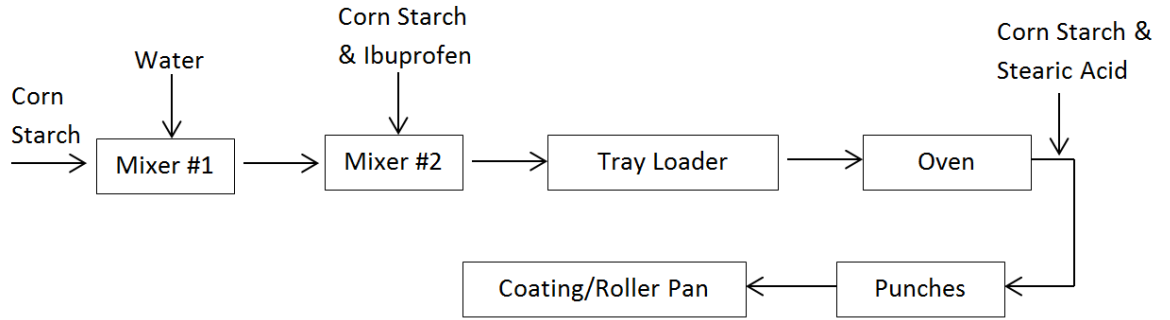 Corn
Starch
Water
Mixer #1
Corn Starch
& Ibuprofen
Mixer #2
Tray Loader
Oven
Corn Starch &
Stearic Acid
Punches
Coating/Roller Pan